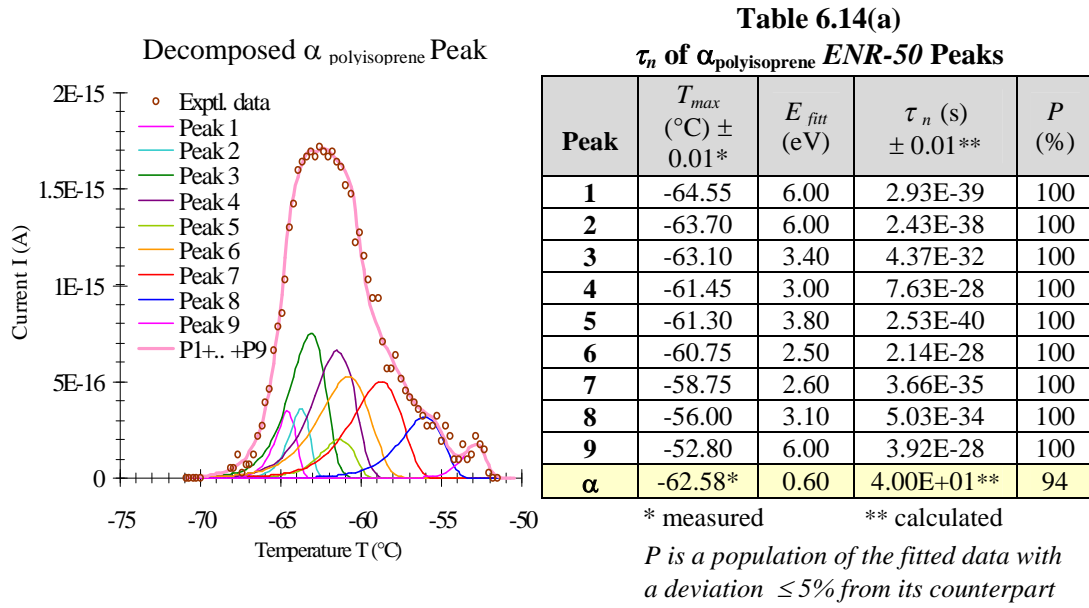 Decomposed α polyisoprene Peak
2E-15
1.5E-15
1E-15
5E-16
0
Current I (A)
Exptl. data
Peak 1
Peak 2
Peak 3
Peak 4
Peak 5
Peak 6
Peak 7
Peak 8
Peak 9
P1+.. +P9
-75 -70 -65 -60 -55 -50
Temperature T (°C)
Table 6.14(a)
τn of αpolyisoprene ENR-50 Peaks
Peak Tmax (°C) ± 0.01* E fitt (eV) τ n (s) ± 0.01** P (%)
1 -64.55 6.00 2.93E-39 100
2 -63.70 6.00 2.43E-38 100
3 -63.10 3.40 4.37E-32 100
4 -61.45 3.00 7.63E-28 100
5 -61.30 3.80 2.53E-40 100
6 -60.75 2.50 2.14E-28 100
7 -58.75 2.60 3.66E-35 100
8 -56.00 3.10 5.03E-34 100
9 -52.80 6.00 3.92E-28 100
α -62.58* 0.60 4.00E+01** 94
* measured ** calculated
P is a population of the fitted data with
a deviation ≤ 5% from its counterpart